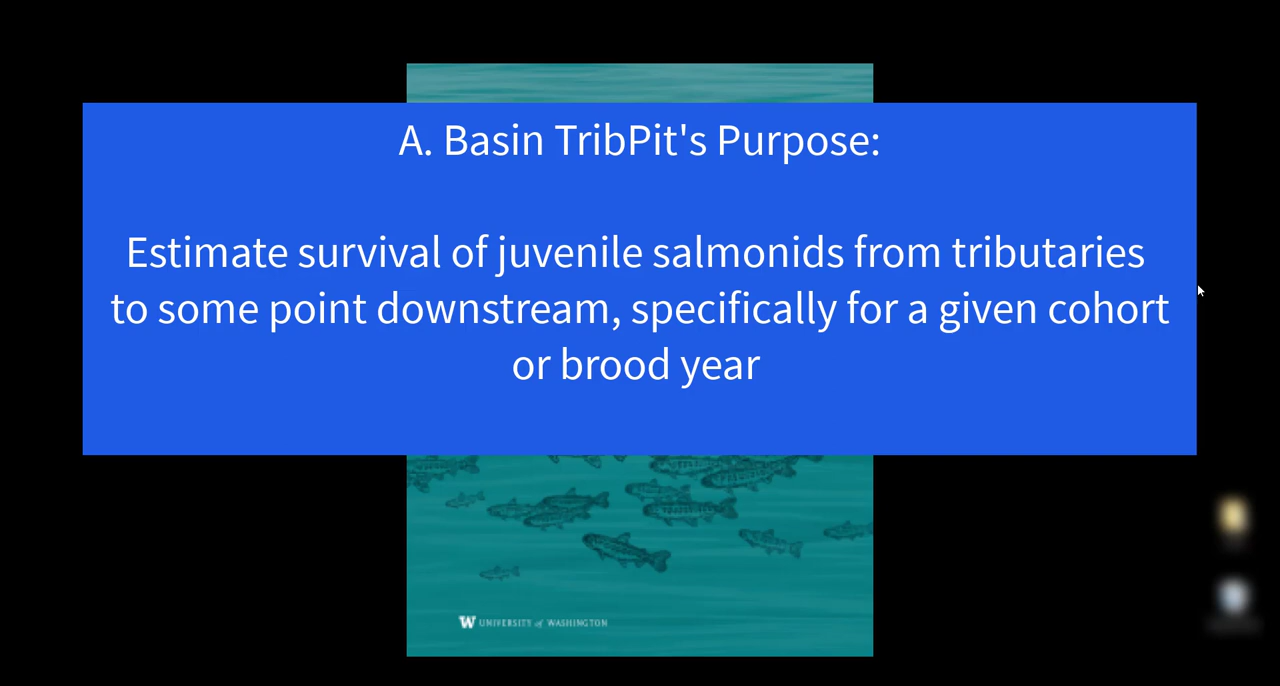 A. Basin TribPit's Purpose:
Estimate survival of juvenile salmonids from tributaries
to some point downstream, specifically for a given cohort
or brood year
W UNIVERSITY of WASHINGTON